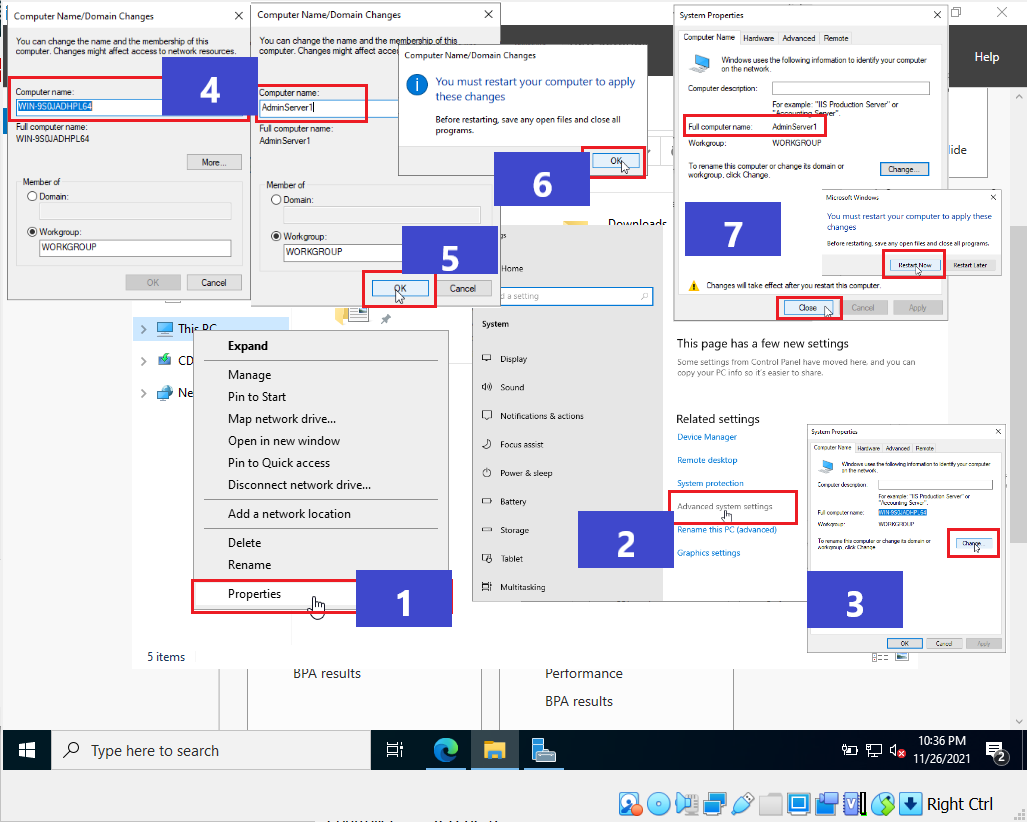 Computer Name/Domain Changes
You can change the name and the membership of this
computer. Changes might affect access to network resources.
Computer name:
WIN-9S0JADHPL64
Full computer name:
WIN-9S0JADHPL64
More...
Member of
Domain:
Workgroup:
WORKGROUP
OK
Cancel
4
Computer Name/Domain Changes
You can change the name and the membership of this
computer. Changes might affect acce
Computer name:
AdminServer1
Full computer name:
AdminServer1
Member of
Domain:
Workgroup:
WORKGROUP
OK
Cancel
5
Computer Name/Domain Changes
You must restart your computer to apply
these changes
Before restarting, save any open files and close all
programs.
OK
6
System Properties
Computer Name
Hardware
Advanced
Remote
Windows uses the following information to identify your computer
on the network.
Computer description:
For example: "IIS Production Server" or
"Accounting Server".
Full computer name:
AdminServer1
Workgroup:
WORKGROUP
To rename this computer or change its domain or
workgroup, click Change.
Change...
7
Microsoft Windows
You must restart your computer to apply these
changes
Before restarting, save any open files and close all programs.
Restart Now
Restart Later
Changes will take effect after you restart this computer.
Close
Cancel
Apply
Help
lide
Downloads
gs
Home
d a setting
System
Display
Sound
Notifications & actions
Focus assist
Power & sleep
Battery
Storage
Tablet
Multitasking
This page has a few new settings
Some settings from Control Panel have moved here, and you can
copy your PC info so it's easier to share.
Related settings
Device Manager
Remote desktop
System protection
Advanced system settings
Rename this PC (advanced)
Graphics settings
2
System Properties
Computer Name
Hardware
Advanced
Remote
Windows uses the following information to identify your computer
on the network.
Computer description:
For example: "IIS Production Server" or
"Accounting Server".
Full computer name:
WIN-9S0JADHPL64
Workgroup:
WORKGROUP
To rename this computer or change its domain or
workgroup, click Change.
Change...
3
OK
Cancel
Apply
This PC
CD
Ne
Expand
Manage
Pin to Start
Map network drive...
Open in new window
Pin to Quick access
Disconnect network drive...
Add a network location
Delete
Rename
Properties
1
5 items
BPA results
Performance
BPA results
Type here to search
10:36 PM
11/26/2021
2
Right Ctrl